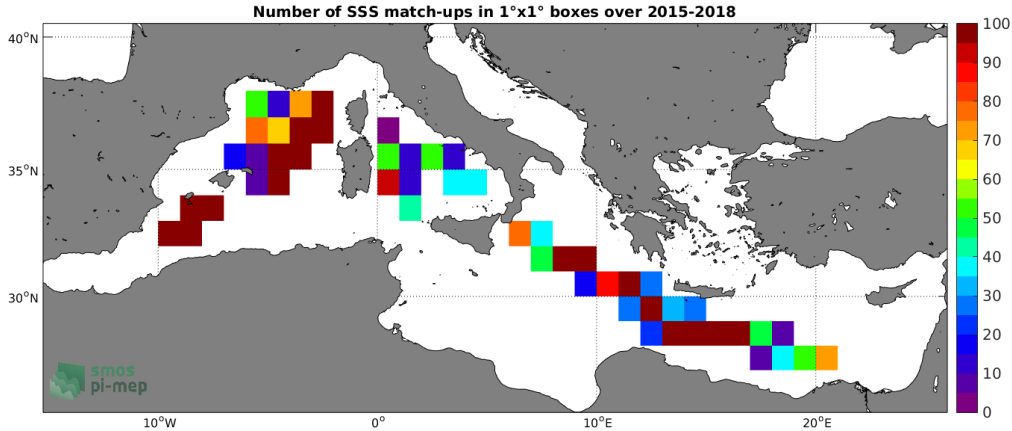 Number of SSS match-ups in 1°x1° boxes over 2015-2018
40°N
35°N
30°N
10°W
0°
10°E
20°E
100
90
80
70
60
50
40
30
20
10
0
smos
pi-mep